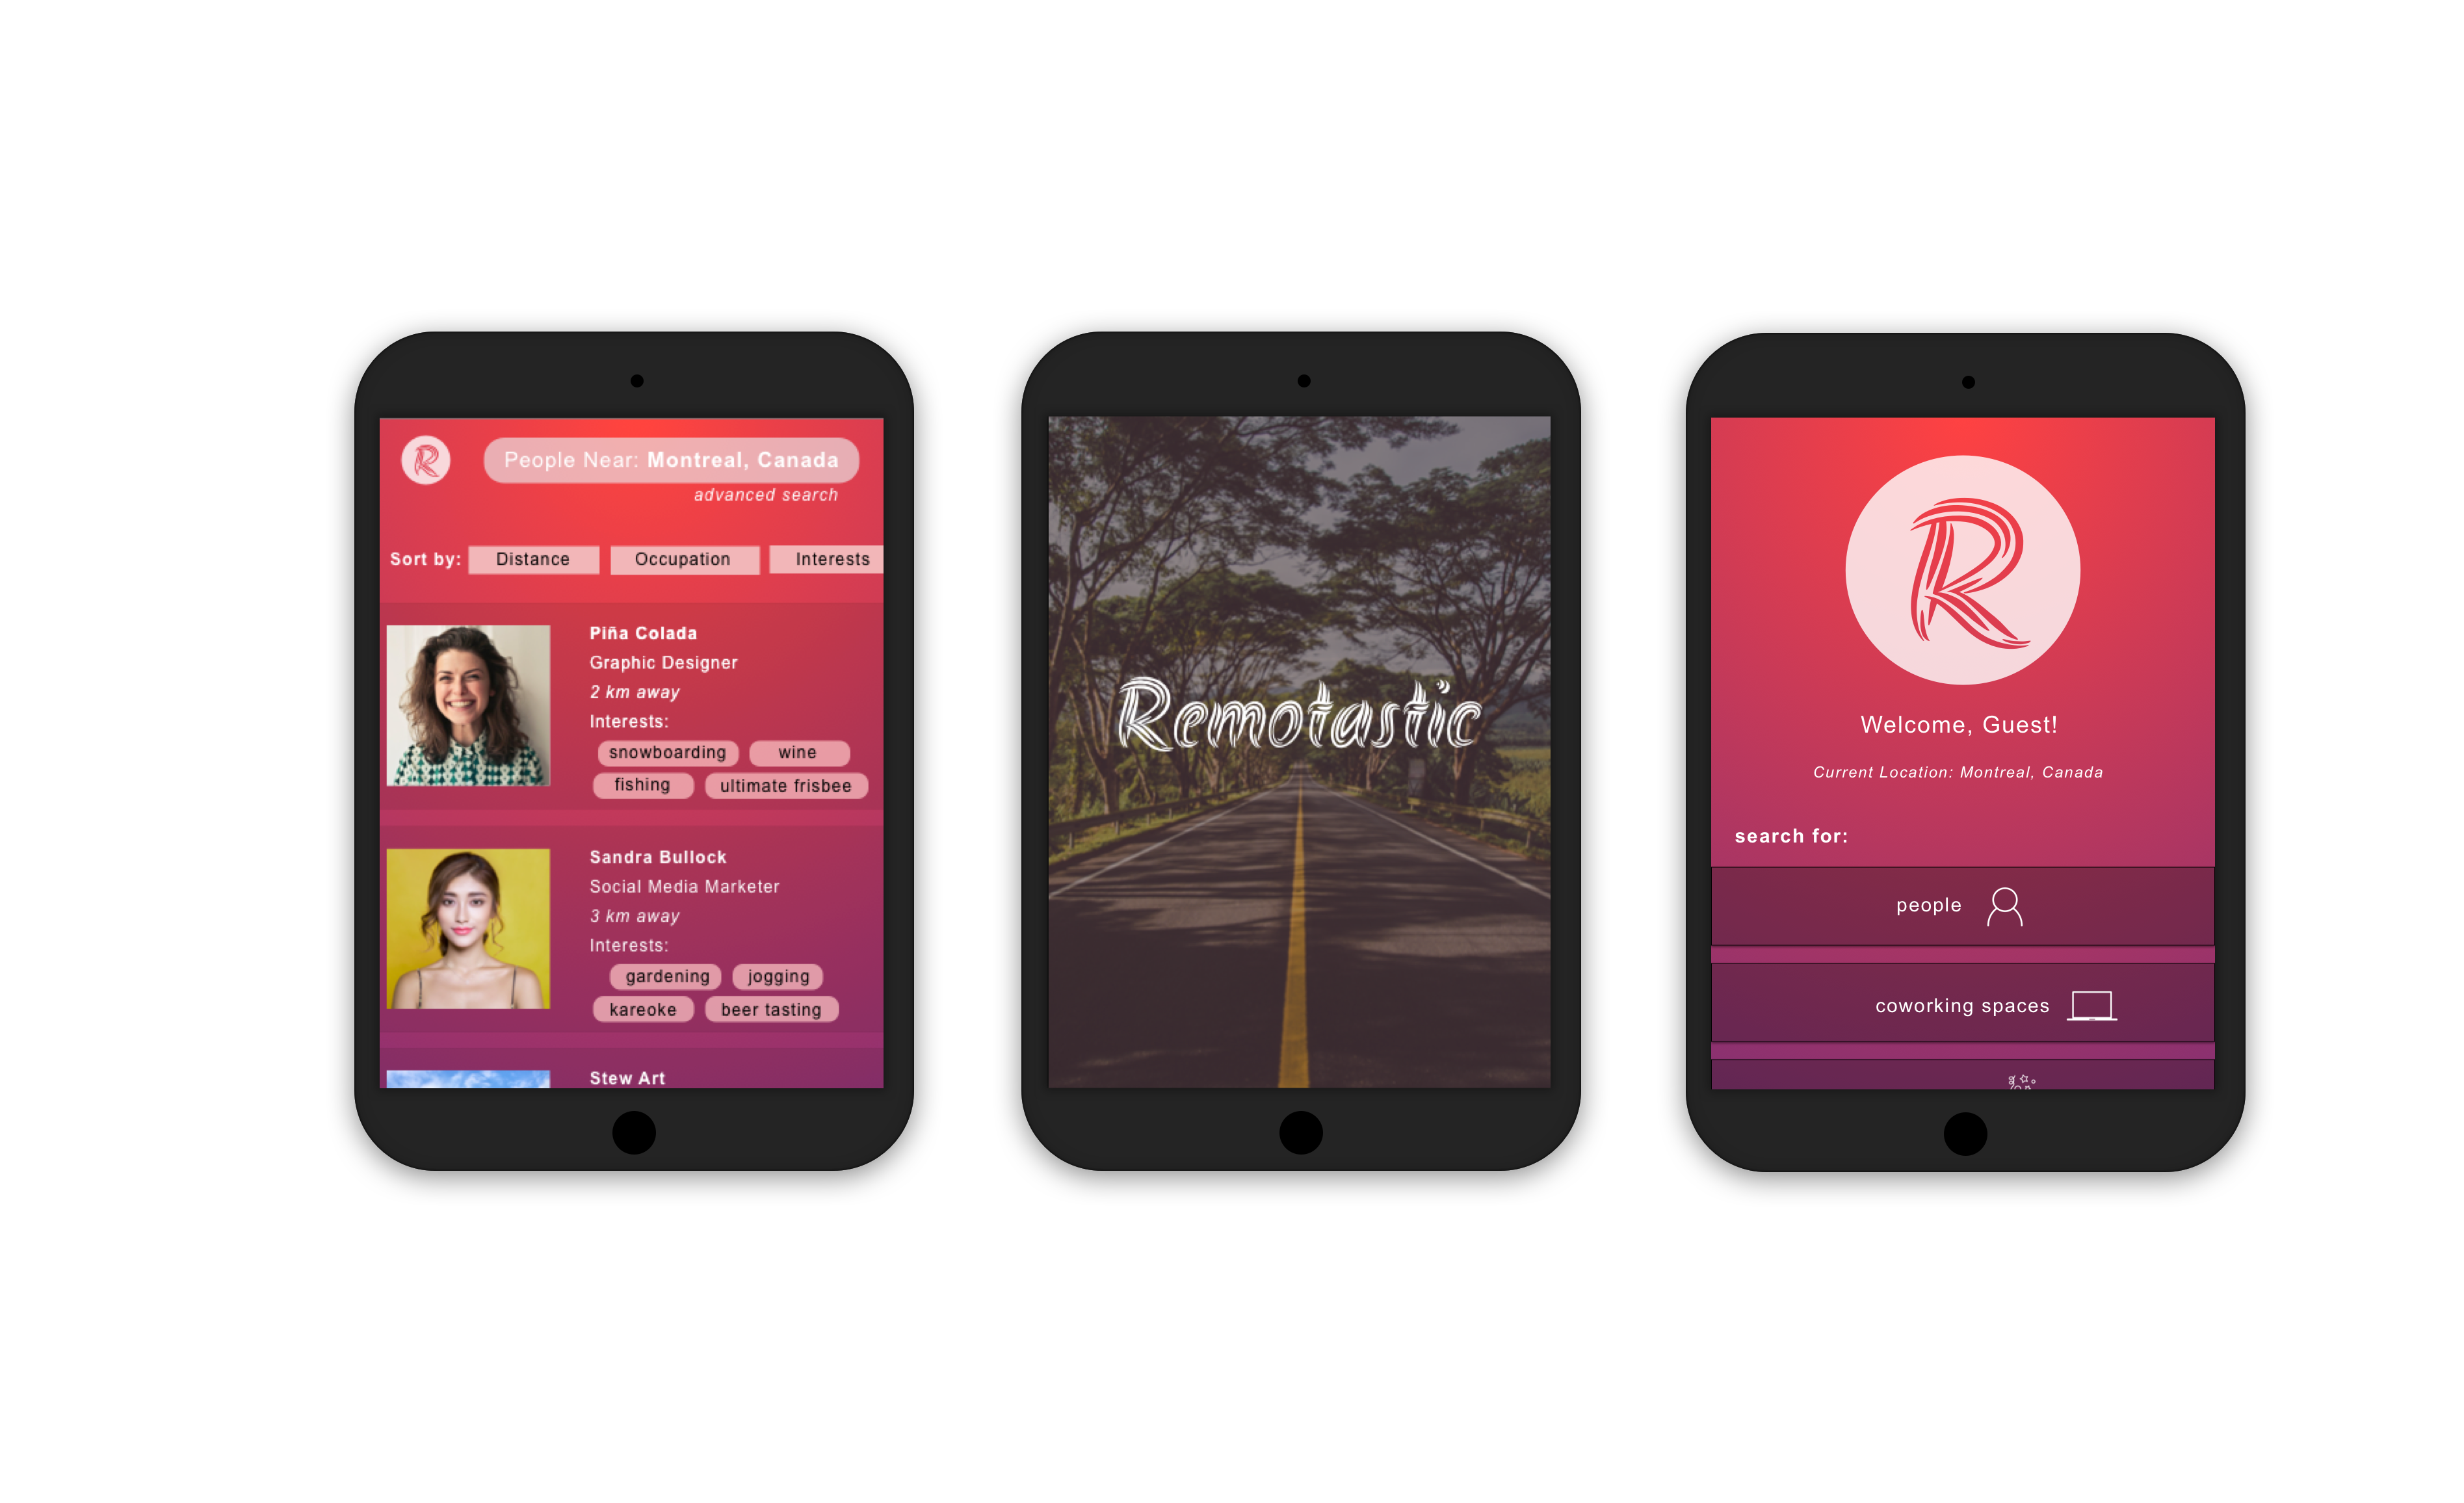 R
People Near: Montreal, Canada
advanced search
Sort by: Distance Occupation Interests
Piña Colada
Graphic Designer
2 km away
Interests:
snowboarding wine
fishing ultimate frisbee
Sandra Bullock
Social Media Marketer
3 km away
Interests:
gardening jogging
kareoke beer tasting
Stew Art
Remotastic
R
Welcome, Guest!
Current Location: Montreal, Canada
search for:
people
coworking spaces